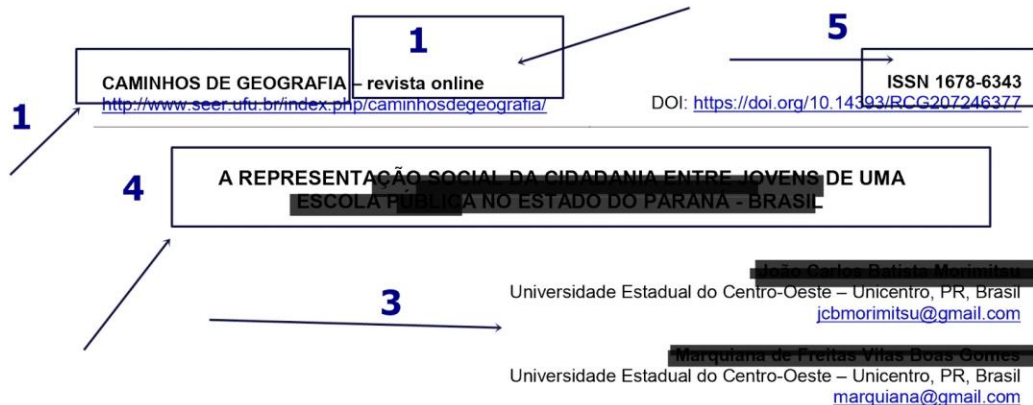 1
5
CAMINHOS DE GEOGRAFIA – revista online
ISSN 1678-6343
http://www.seer.ufu.br/index.php/caminhosdegeografia/
DOI: https://doi.org/10.14393/RCG207246377
1
4
A REPRESENTAÇÃO SOCIAL DA CIDADANIA ENTRE JOVENS DE UMA
ESCOLA PÚBLICA NO ESTADO DO PARANÁ - BRASIL
João Carlos Batista Morimitsu
3
Universidade Estadual do Centro-Oeste – Unicentro, PR, Brasil
jcbmorimitsu@gmail.com
Marquiana de Freitas Vilas Boas Gomes
Universidade Estadual do Centro-Oeste – Unicentro, PR, Brasil
marquiana@gmail.com